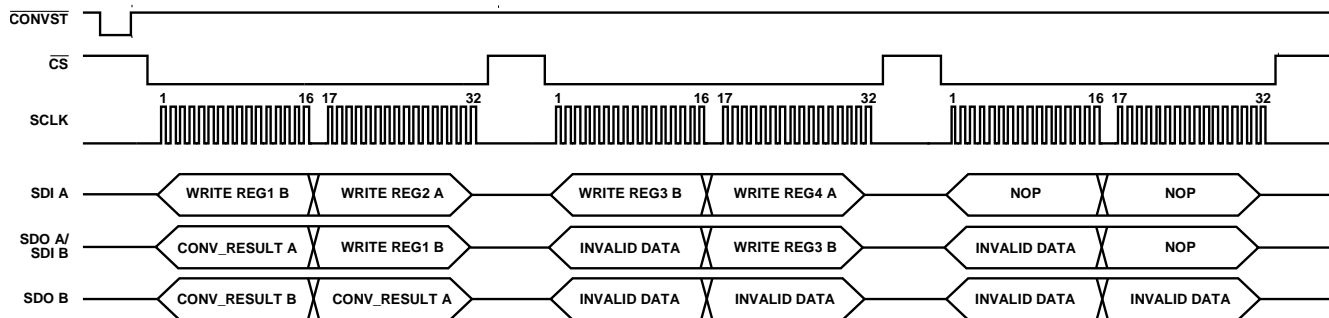 CONVST
CS
1 16 17 32 1 16 17 32 1 16 17 32
SCLK
SDI A WRITE REG1 B WRITE REG2 A WRITE REG3 B WRITE REG4 A NOP NOP
SDO A/
SDI B CONV_RESULT A WRITE REG1 B INVALID DATA WRITE REG3 B INVALID DATA NOP
SDO B CONV_RESULT B CONV_RESULT A INVALID DATA INVALID DATA INVALID DATA INVALID DATA